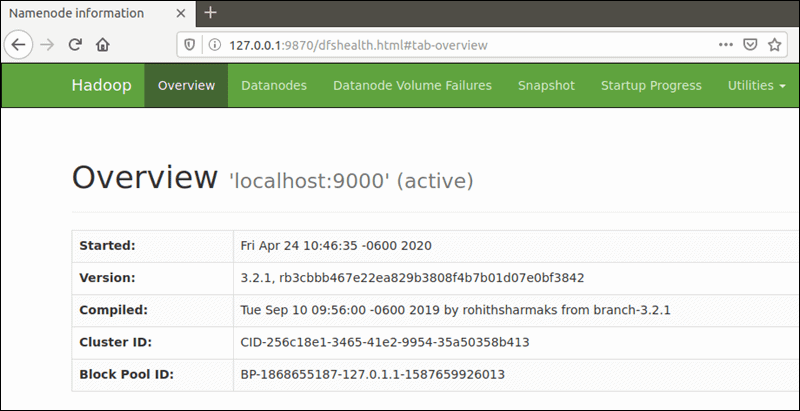 Namenode information
127.0.0.1:9870/dfshealth.html#tab-overview
Hadoop Overview Datanodes Datanode Volume Failures Snapshot Startup Progress Utilities
Overview 'localhost:9000' (active)
Started: Fri Apr 24 10:46:35 -0600 2020
Version: 3.2.1, rb3cbbb467e22ea829b3808f4b7b01d07e0bf3842
Compiled: Tue Sep 10 09:56:00 -0600 2019 by rohithsharmaks from branch-3.2.1
Cluster ID: CID-256c18e1-3465-41e2-9954-35a50358b413
Block Pool ID: BP-1868655187-127.0.1.1-1587659926013